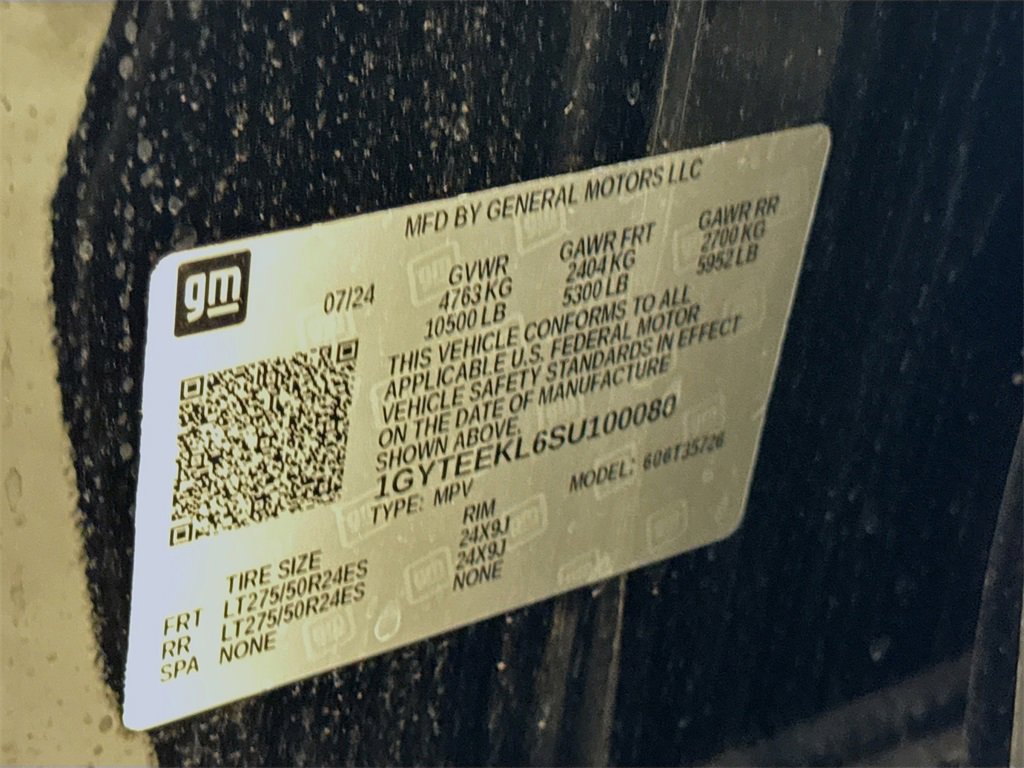 MFD BY GENERAL MOTORS LLC
gm
07/24
GVWR GAWR FRT GAWR RR
4763 KG 2404 KG 2700 KG
10500 LB 5300 LB 5952 LB
THIS VEHICLE CONFORMS TO ALL
APPLICABLE U.S. FEDERAL MOTOR
VEHICLE SAFETY STANDARDS IN EFFECT
ON THE DATE OF MANUFACTURE
SHOWN ABOVE.
1GYTEEKL6SU100080
TYPE: MPV MODEL: 606T35726
TIRE SIZE RIM
FRT LT275/50R24ES 24X9J
RR LT275/50R24ES 24X9J
SPA NONE NONE